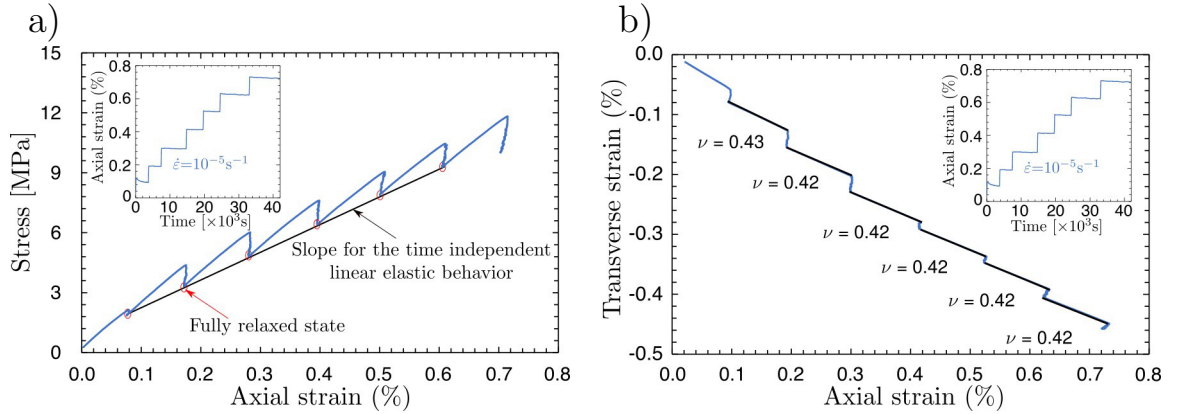 a)
15
12
9
6
3
0
Stress [MPa]
0.0 0.1 0.2 0.3 0.4 0.5 0.6 0.7 0.8
Axial strain (%)
0.8
0.6
0.4
0.2
0
Axial strain (%)
0 10 20 30 40
Time [×10³s]
ε̇=10⁻⁵s⁻¹
Slope for the time independent
linear elastic behavior
Fully relaxed state
b)
0.0
-0.1
-0.2
-0.3
-0.4
-0.5
Transverse strain (%)
0.0 0.1 0.2 0.3 0.4 0.5 0.6 0.7 0.8
Axial strain (%)
0.8
0.6
0.4
0.2
0
Axial strain (%)
0 10 20 30 40
Time [×10³s]
ε̇=10⁻⁵s⁻¹
ν = 0.43
ν = 0.42
ν = 0.42
ν = 0.42
ν = 0.42
ν = 0.42